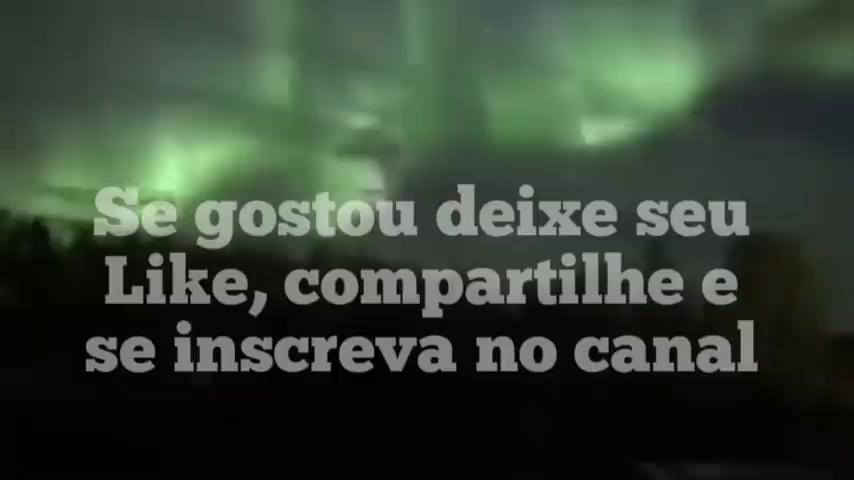 Se gostou deixe seu
Like, compartilhe e
se inscreva no canal